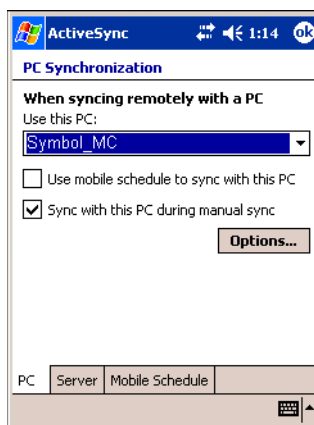 ActiveSync 1:14 ok
PC Synchronization
When syncing remotely with a PC
Use this PC:
Symbol_MC
Use mobile schedule to sync with this PC
Sync with this PC during manual sync
Options...
PC Server Mobile Schedule